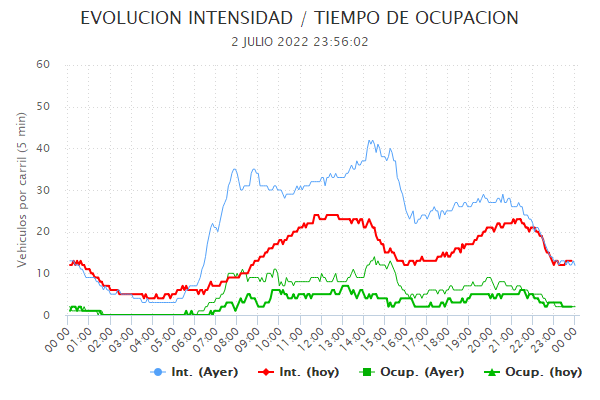 EVOLUCION INTENSIDAD / TIEMPO DE OCUPACION
2 JULIO 2022 23:56:02
Vehiculos por carril (5 min)
60
50
40
30
20
10
0
00:00 01:00 02:00 03:00 04:00 05:00 06:00 07:00 08:00 09:00 10:00 11:00 12:00 13:00 14:00 15:00 16:00 17:00 18:00 19:00 20:00 21:00 22:00 23:00 00:00
Int. (Ayer) Int. (hoy) Ocup. (Ayer) Ocup. (hoy)